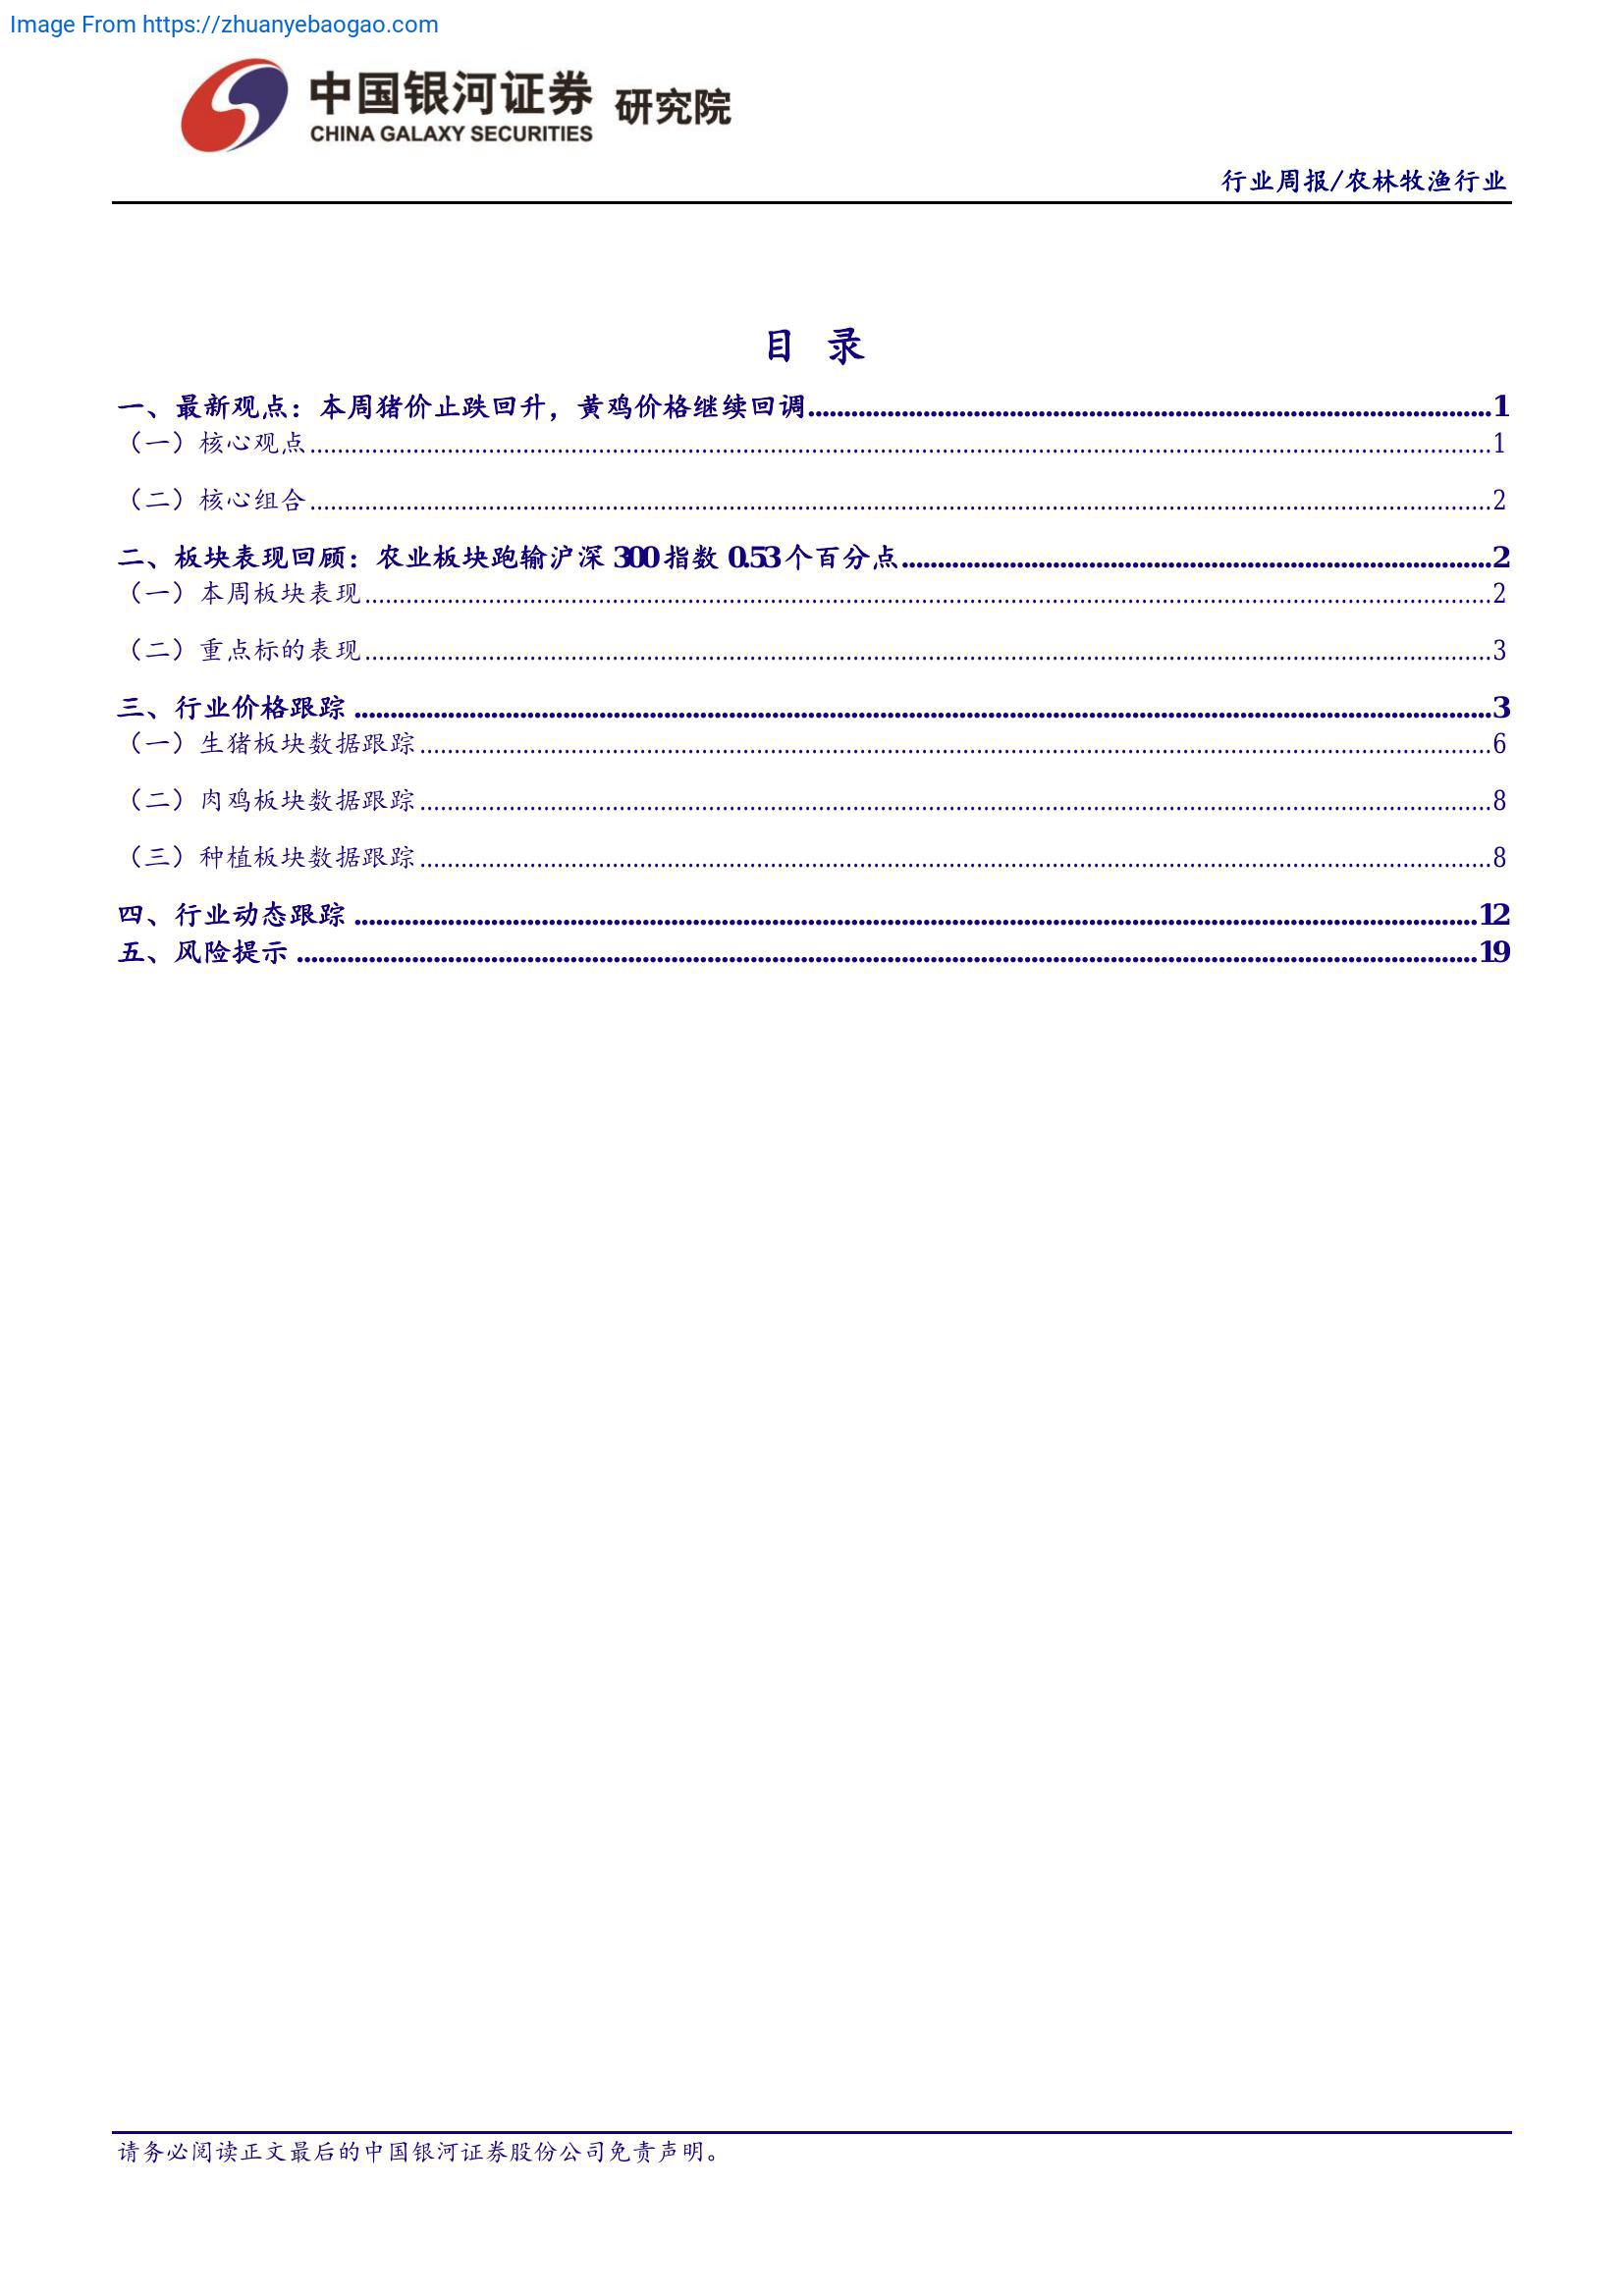 Image From https://zhuanyebaogao.com
中国银河证券 研究院
CHINA GALAXY SECURITIES
行业周报/农林牧渔行业
目 录
一、最新观点：本周猪价止跌回升，黄鸡价格继续回调........1
（一）核心观点........1
（二）核心组合........2
二、板块表现回顾：农业板块跑输沪深 300 指数 0.53 个百分点........2
（一）本周板块表现........2
（二）重点标的表现........3
三、行业价格跟踪........3
（一）生猪板块数据跟踪........6
（二）肉鸡板块数据跟踪........8
（三）种植板块数据跟踪........8
四、行业动态跟踪........12
五、风险提示........19
请务必阅读正文最后的中国银河证券股份公司免责声明。